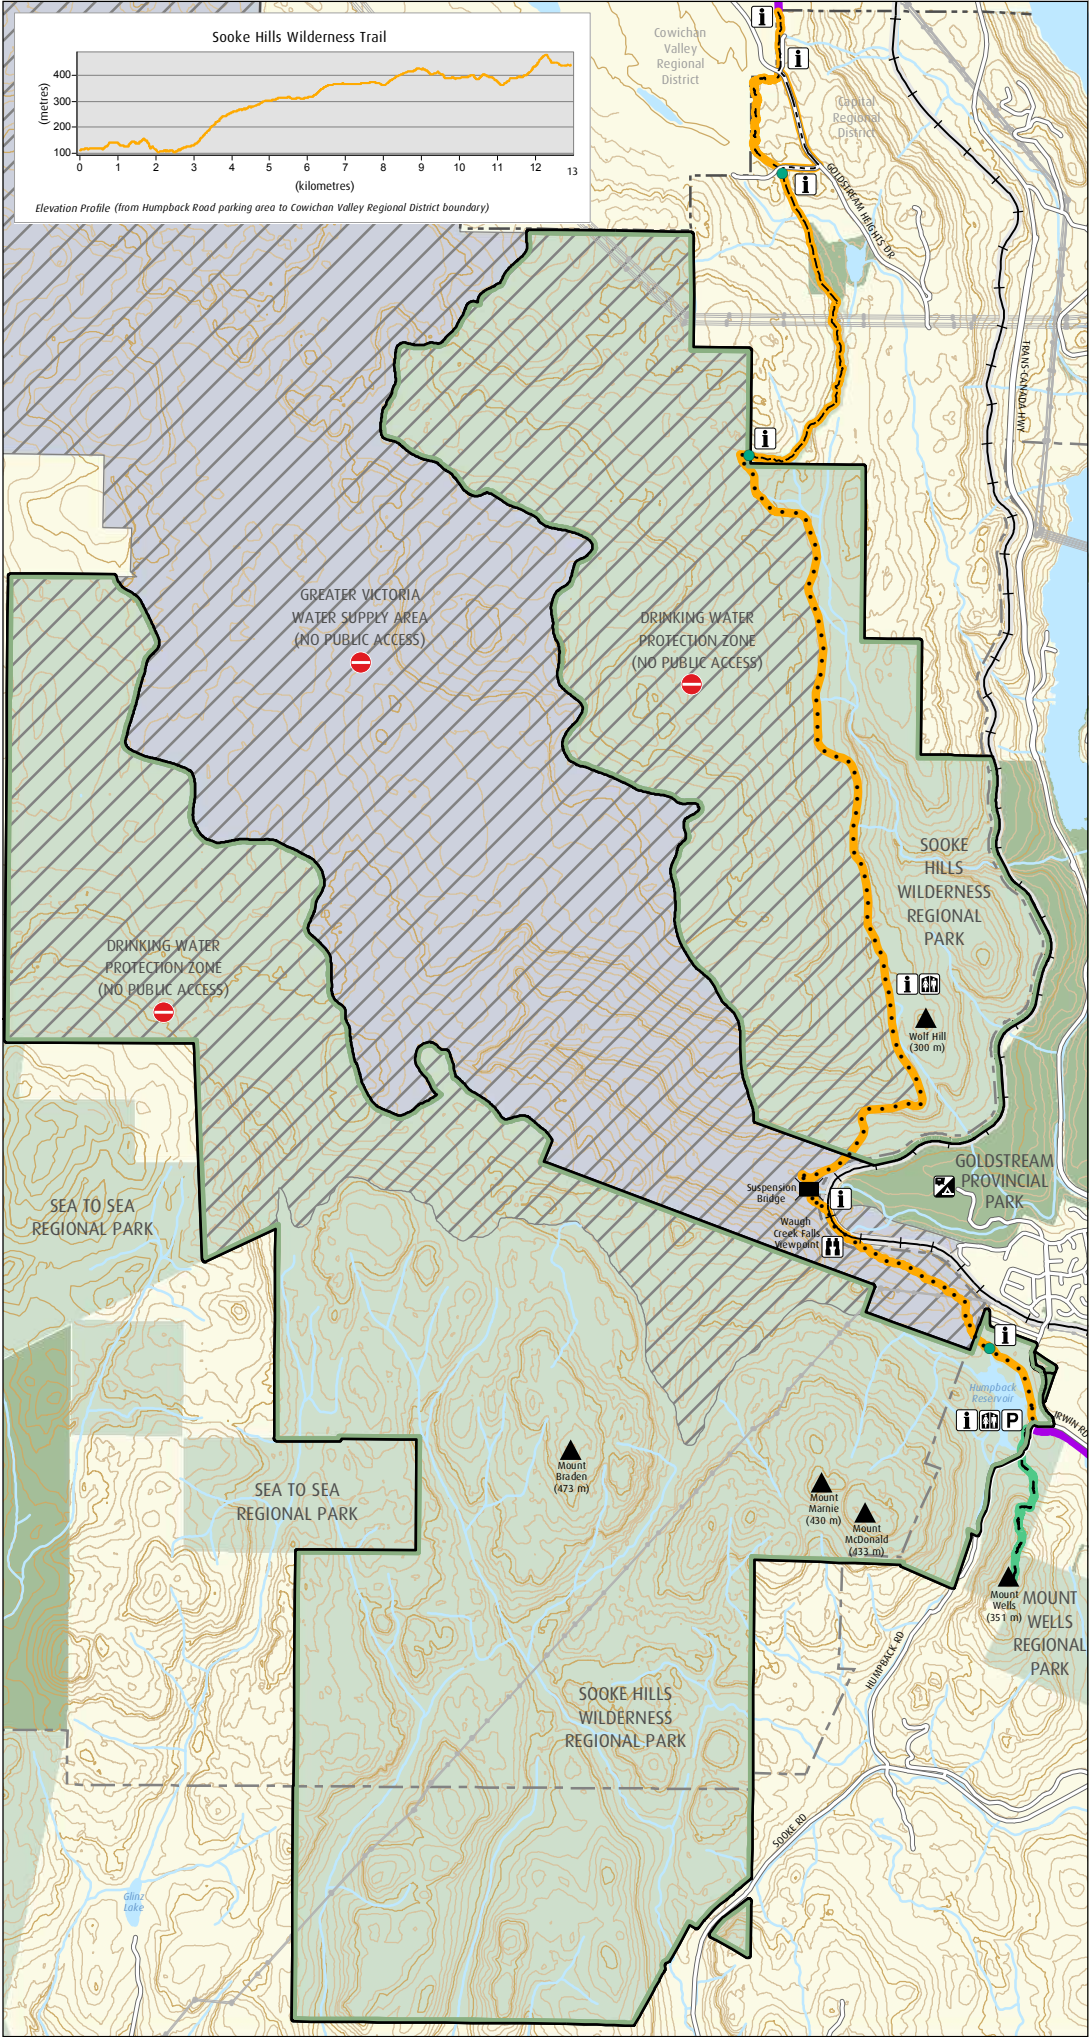 Sooke Hills Wilderness Trail
(metres)
400
300
200
100
0 1 2 3 4 5 6 7 8 9 10 11 12 13
(kilometres)
Elevation Profile (from Humpback Road parking area to Cowichan Valley Regional District boundary)
Cowichan
Valley
Regional
District
i
i
Capital
Regional
District
i
GOLDSTREAM HEIGHTS DR
TRANS-CANADA HWY
i
GREATER VICTORIA
WATER SUPPLY AREA
(NO PUBLIC ACCESS)
DRINKING WATER
PROTECTION ZONE
(NO PUBLIC ACCESS)
SOOKE
HILLS
WILDERNESS
REGIONAL
PARK
DRINKING WATER
PROTECTION ZONE
(NO PUBLIC ACCESS)
i
Wolf Hill
(300 m)
GOLDSTREAM
PROVINCIAL
PARK
Suspension
Bridge
i
Waugh
Creek Falls
Viewpoint
SEA TO SEA
REGIONAL PARK
i
Humpback
Reservoir
i P
IRWIN RD
Mount
Braden
(473 m)
SEA TO SEA
REGIONAL PARK
Mount
Marnie
(430 m)
Mount
McDonald
(433 m)
Mount
Wells
(351 m)
MOUNT
WELLS
REGIONAL
PARK
HUMPBACK RD
SOOKE HILLS
WILDERNESS
REGIONAL PARK
SOOKE RD
Glinz
Lake